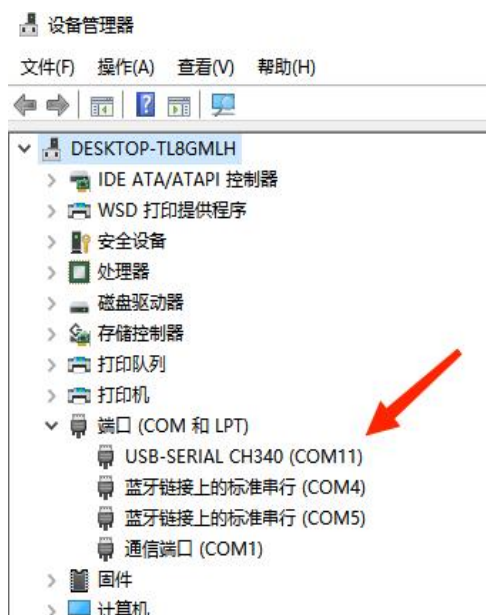 设备管理器
文件(F) 操作(A) 查看(V) 帮助(H)
DESKTOP-TL8GMLH
IDE ATA/ATAPI 控制器
WSD 打印提供程序
安全设备
处理器
磁盘驱动器
存储控制器
打印队列
打印机
端口 (COM 和 LPT)
USB-SERIAL CH340 (COM11)
蓝牙链接上的标准串行 (COM4)
蓝牙链接上的标准串行 (COM5)
通信端口 (COM1)
固件
计算机